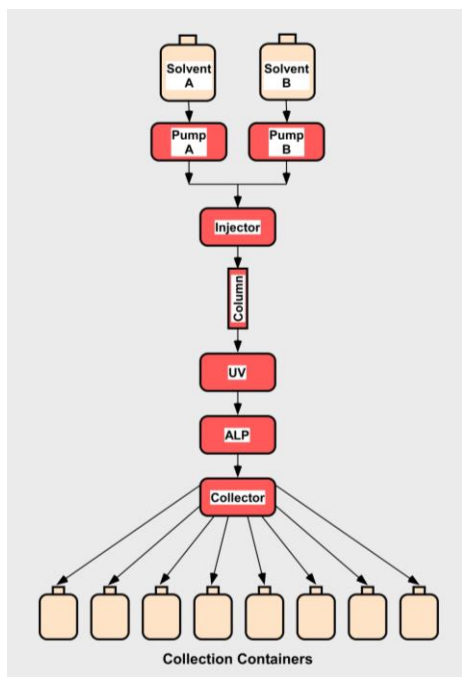 Solvent
A
Solvent
B
Pump
A
Pump
B
Injector
Column
UV
ALP
Collector
Collection Containers